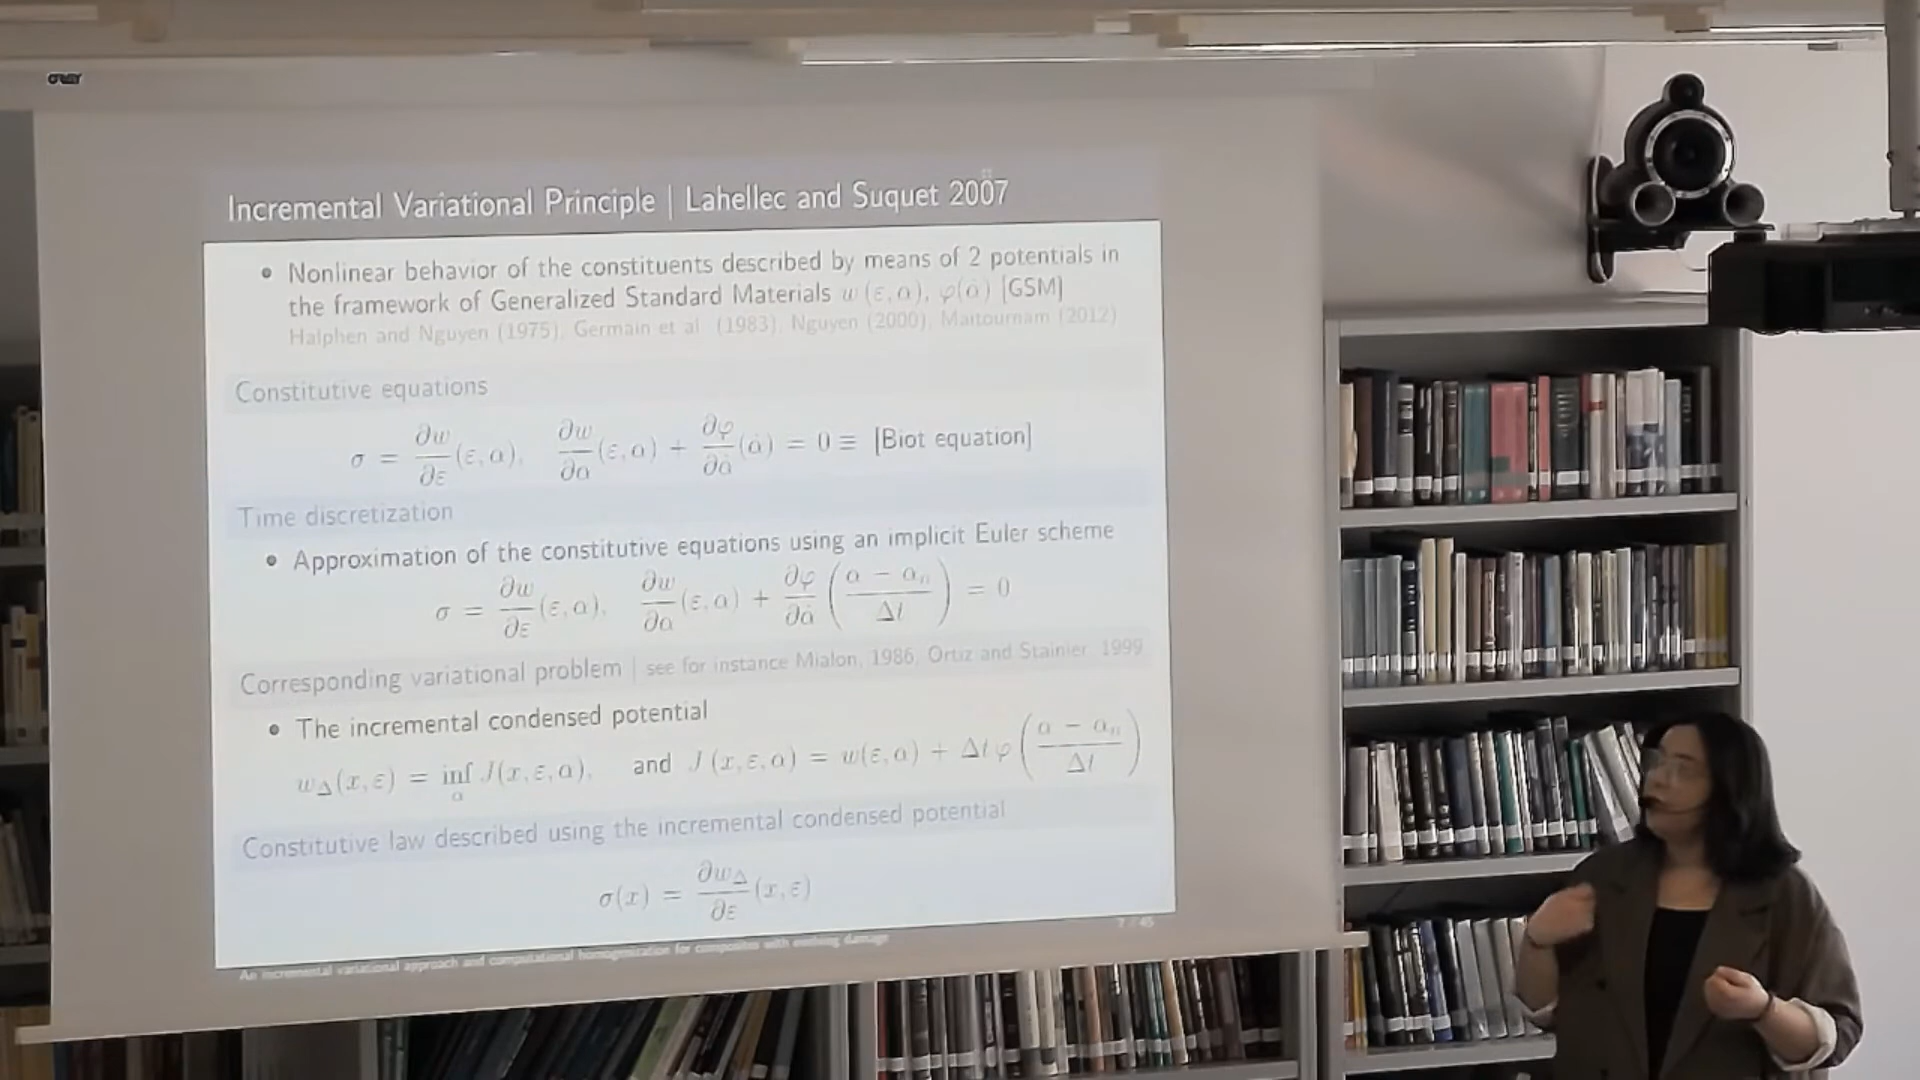 Incremental Variational Principle | Lahellec and Suquet 2007
• Nonlinear behavior of the constituents described by means of 2 potentials in
the framework of Generalized Standard Materials w (ε, α), φ(α̇) [GSM]
Halphen and Nguyen (1975), Germain et al. (1983), Nguyen (2000), Maitournam (2012)
Constitutive equations
σ = ∂w/∂ε (ε, α), ∂w/∂α (ε, α) + ∂φ/∂α̇ (α̇) = 0 ≡ [Biot equation]
Time discretization
• Approximation of the constitutive equations using an implicit Euler scheme
σ = ∂w/∂ε (ε, α), ∂w/∂α (ε, α) + ∂φ/∂α̇ ((α − αₙ)/Δt) = 0
Corresponding variational problem | see for instance Mialon, 1986, Ortiz and Stainier, 1999
• The incremental condensed potential
w_Δ(x, ε) = inf_α J(x, ε, α), and J (x, ε, α) = w(ε, α) + Δt φ ((α − αₙ)/Δt)
Constitutive law described using the incremental condensed potential
σ(x) = ∂w_Δ/∂ε (x, ε)
7 / 45
An incremental variational approach and computational homogenization for composites with evolving damage